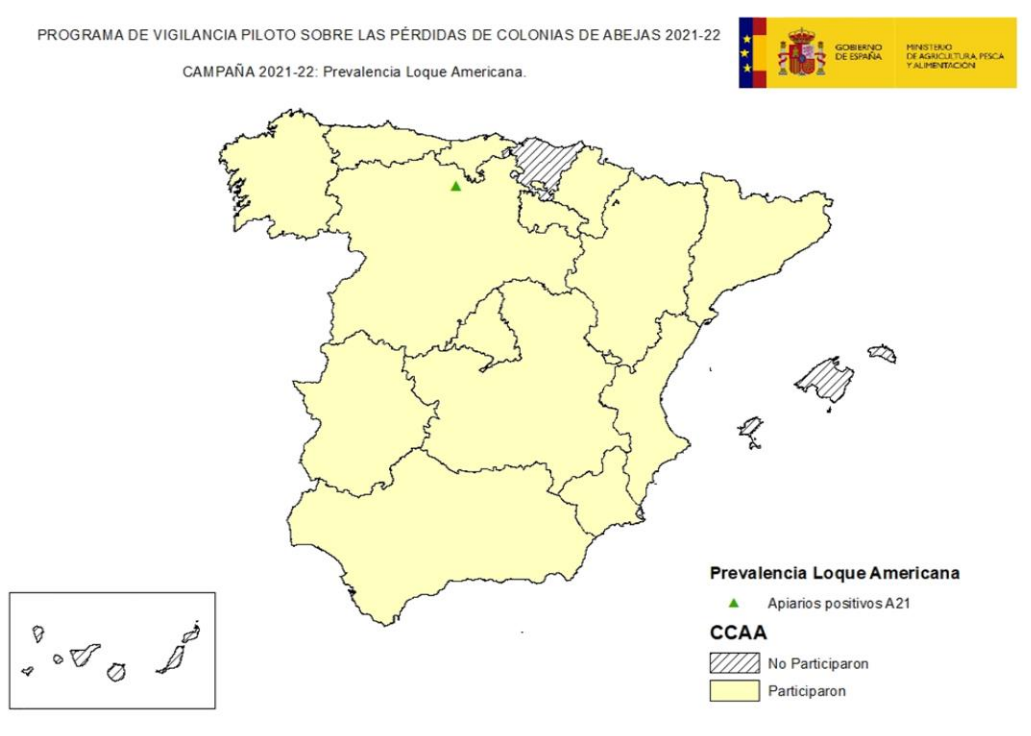 PROGRAMA DE VIGILANCIA PILOTO SOBRE LAS PÉRDIDAS DE COLONIAS DE ABEJAS 2021-22
CAMPAÑA 2021-22: Prevalencia Loque Americana.
GOBIERNO
DE ESPAÑA
MINISTERIO
DE AGRICULTURA, PESCA
Y ALIMENTACIÓN
Prevalencia Loque Americana
Apiarios positivos A21
CCAA
No Participaron
Participaron